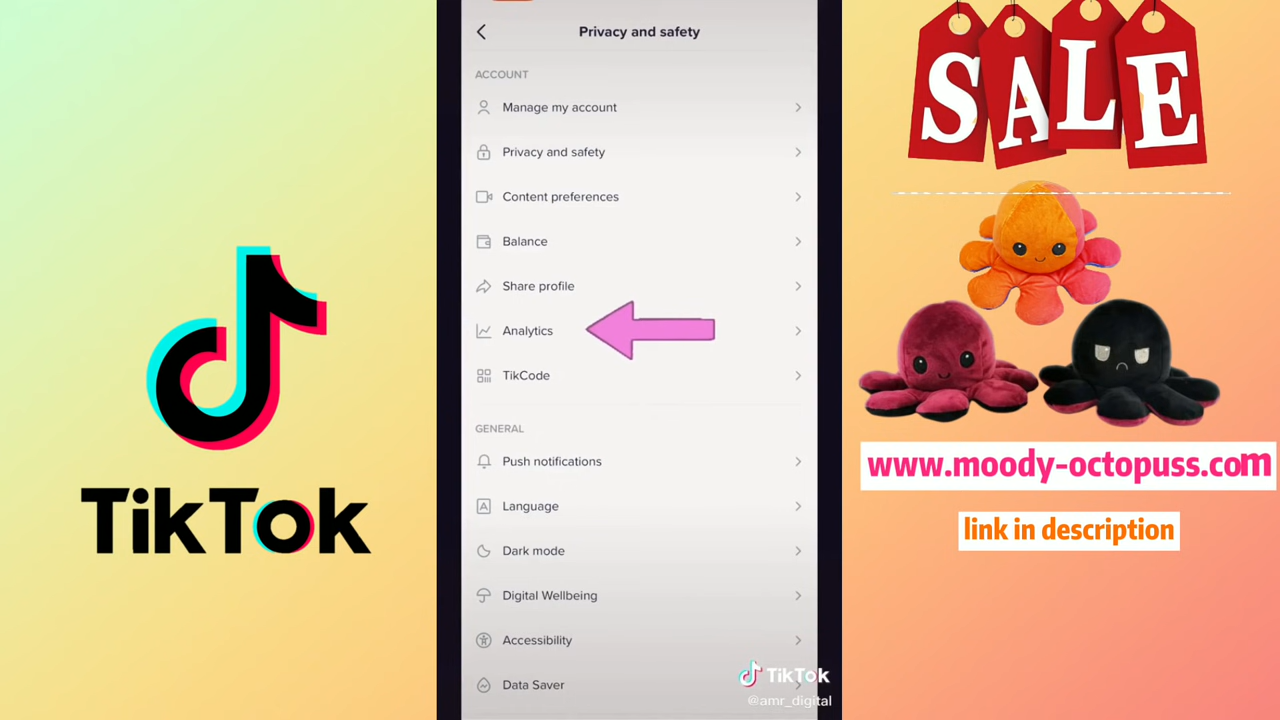 TikTok
Privacy and safety
ACCOUNT
Manage my account
Privacy and safety
Content preferences
Balance
Share profile
Analytics
TikCode
GENERAL
Push notifications
Language
Dark mode
Digital Wellbeing
Accessibility
Data Saver
TikTok
@amr_digital
SALE
www.moody-octopuss.com
link in description